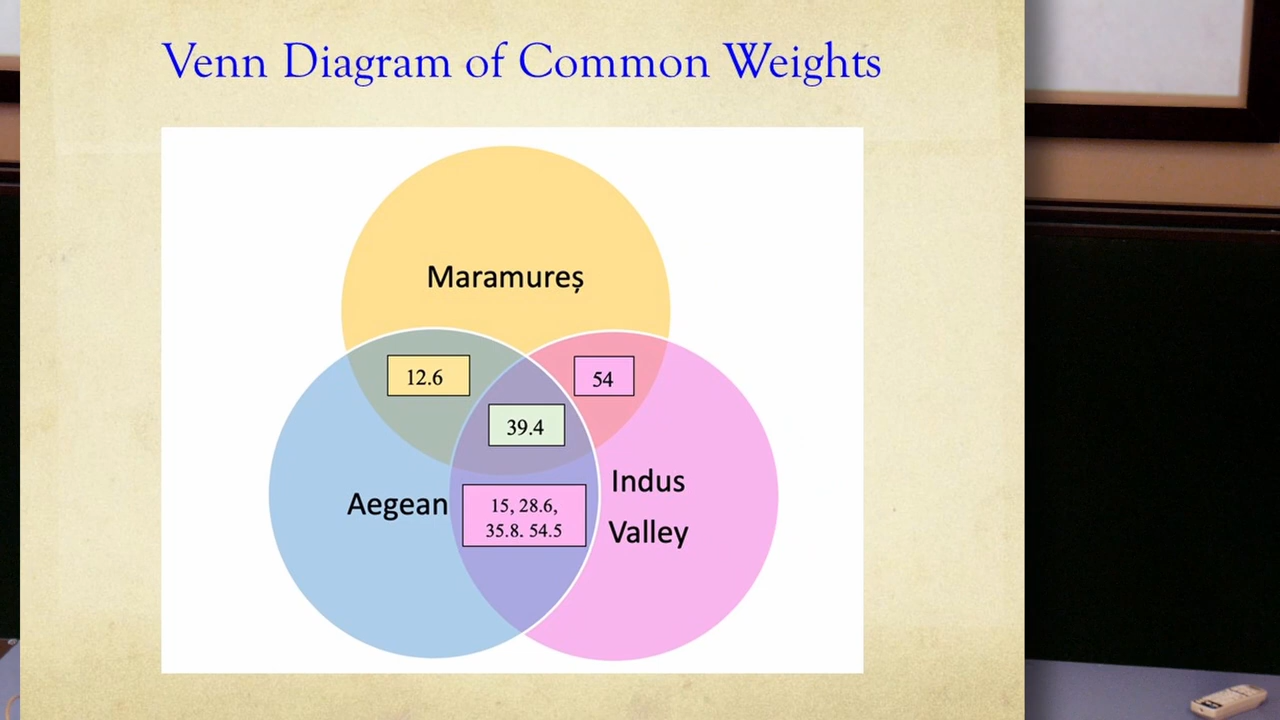 Venn Diagram of Common Weights
Maramureș
12.6
54
39.4
Aegean
15, 28.6,
35.8. 54.5
Indus
Valley